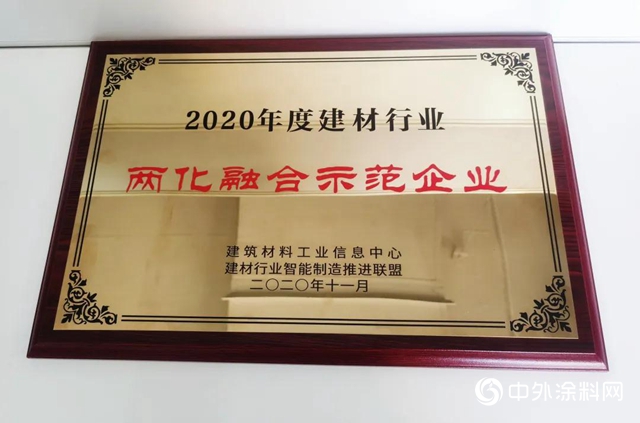 2020年度建材行业
两化融合示范企业
建筑材料工业信息中心
建材行业智能制造推进联盟
二〇二〇年十一月
中外涂料网